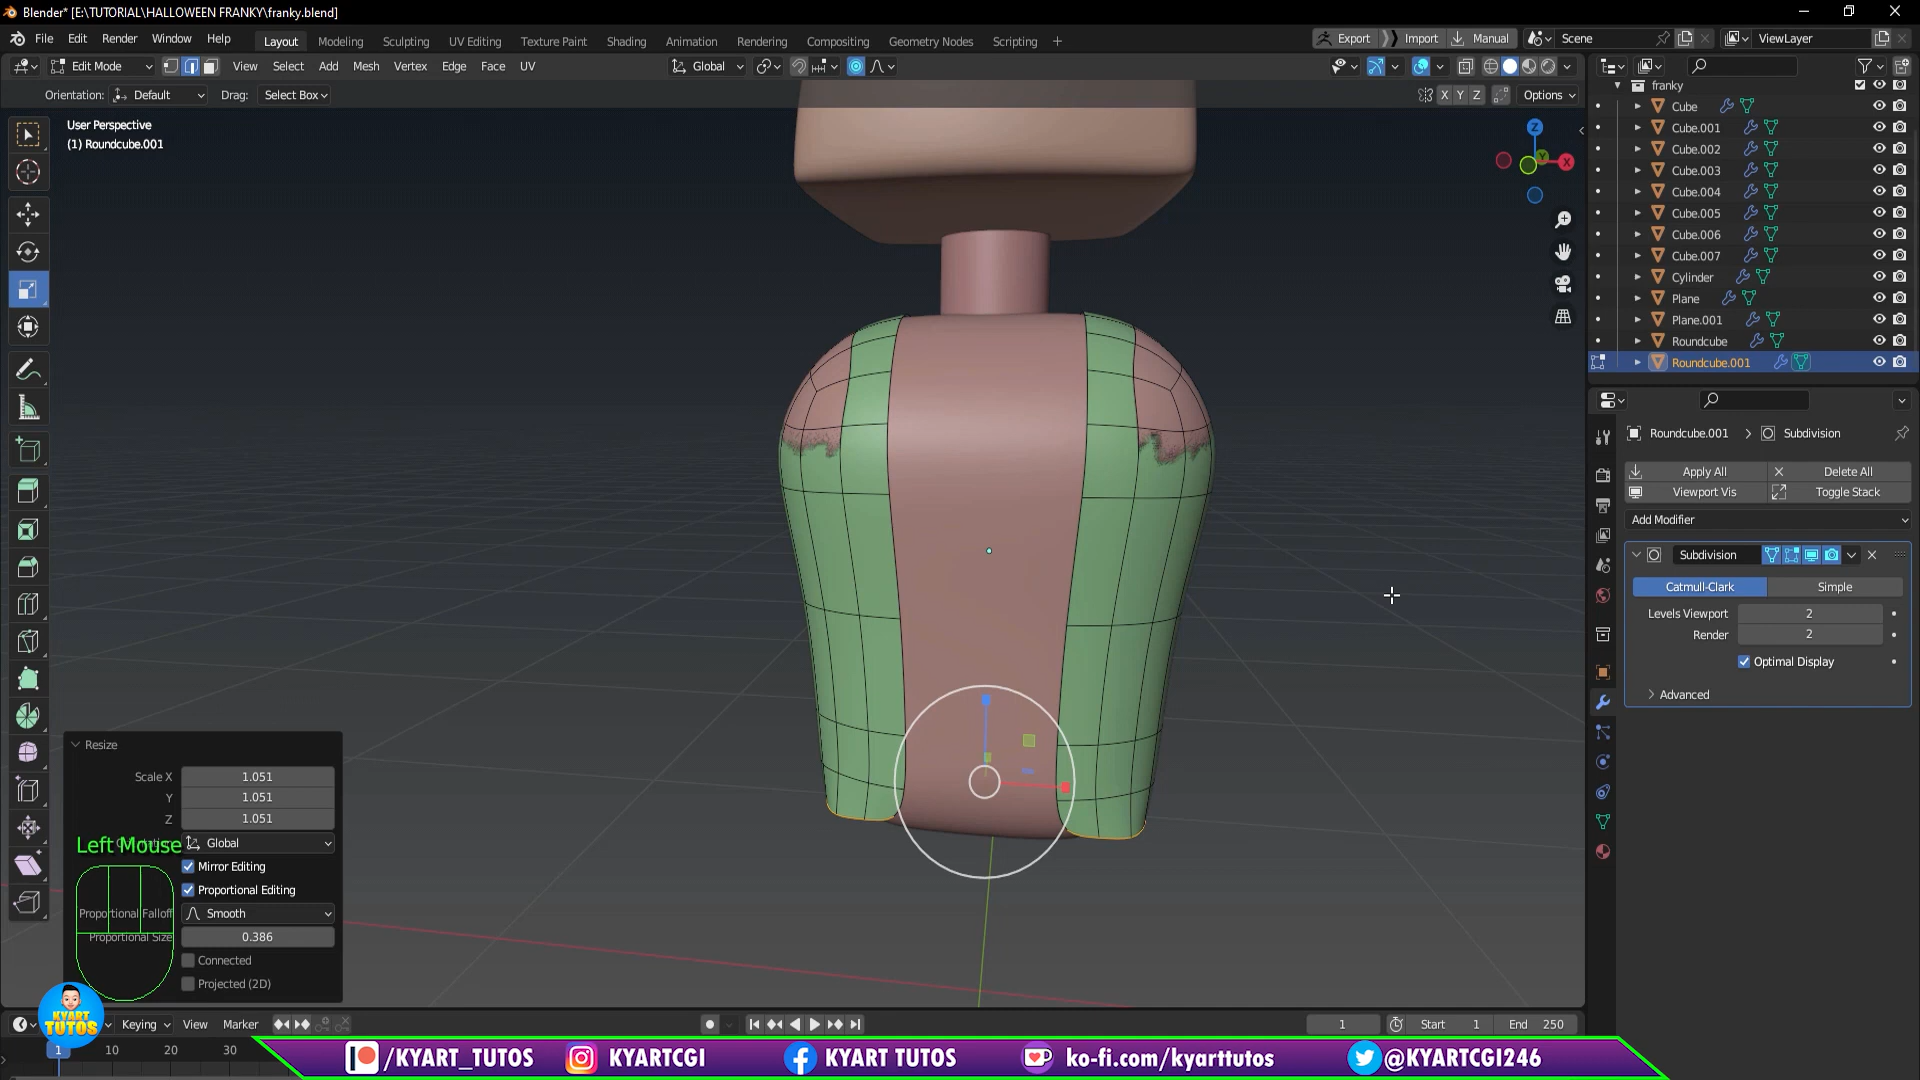 Blender* [E:\TUTORIAL\HALLOWEEN FRANKY\franky.blend]
File Edit Render Window Help
Layout Modeling Sculpting UV Editing Texture Paint Shading Animation Rendering Compositing Geometry Nodes Scripting +
Export Import Manual Scene ViewLayer
Edit Mode View Select Add Mesh Vertex Edge Face UV Global
Orientation: Default Drag: Select Box X Y Z Options
User Perspective
(1) Roundcube.001
Z
Y
X
franky
Cube
Cube.001
Cube.002
Cube.003
Cube.004
Cube.005
Cube.006
Cube.007
Cylinder
Plane
Plane.001
Roundcube
Roundcube.001
Roundcube.001 > Subdivision
Apply All Delete All
Viewport Vis Toggle Stack
Add Modifier
Subdivision
Catmull-Clark Simple
Levels Viewport 2
Render 2
Optimal Display
Advanced
Resize
Scale X 1.051
Y 1.051
Z 1.051
Left Mouse
Global
Mirror Editing
Proportional Editing
Proportional Falloff Smooth
Proportional Size 0.386
Connected
Projected (2D)
KYART TUTOS
Keying View Marker 1 Start 1 End 250
1 10 20 30
/KYART_TUTOS KYARTCGI KYART TUTOS ko-fi.com/kyarttutos @KYARTCGI246